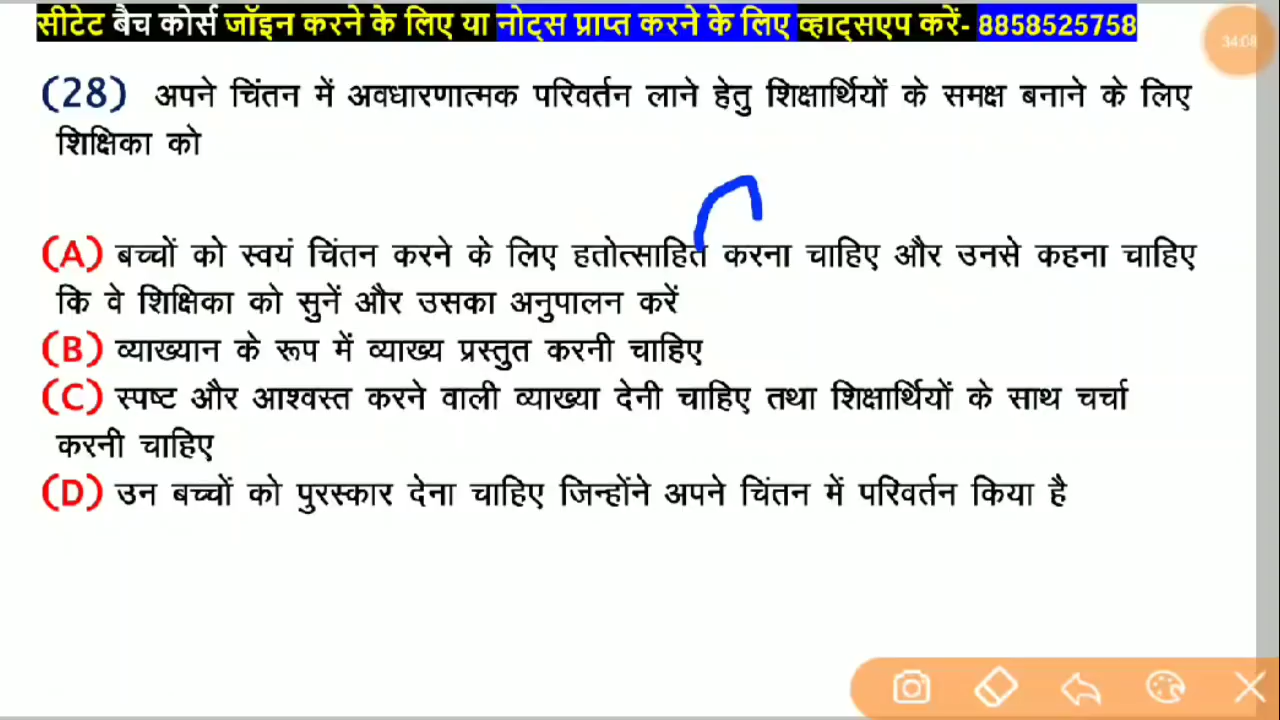 सीटेट बैच कोर्स जॉइन करने के लिए या नोट्स प्राप्त करने के लिए व्हाट्सएप करें- 8858525758
34:08
(28) अपने चिंतन में अवधारणात्मक परिवर्तन लाने हेतु शिक्षार्थियों के समक्ष बनाने के लिए
शिक्षिका को
(A) बच्चों को स्वयं चिंतन करने के लिए हतोत्साहित करना चाहिए और उनसे कहना चाहिए
कि वे शिक्षिका को सुनें और उसका अनुपालन करें
(B) व्याख्यान के रूप में व्याख्य प्रस्तुत करनी चाहिए
(C) स्पष्ट और आश्वस्त करने वाली व्याख्या देनी चाहिए तथा शिक्षार्थियों के साथ चर्चा
करनी चाहिए
(D) उन बच्चों को पुरस्कार देना चाहिए जिन्होंने अपने चिंतन में परिवर्तन किया है